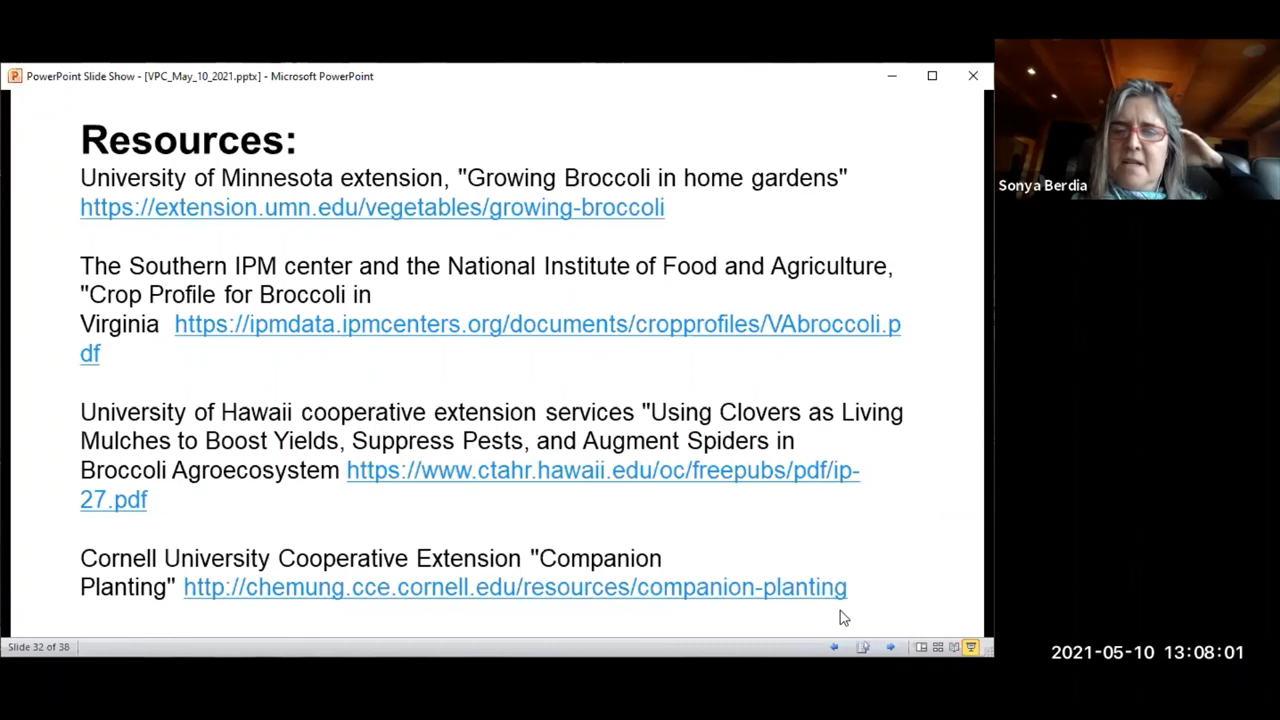 PowerPoint Slide Show - [VPC_May_10_2021.pptx] - Microsoft PowerPoint
Resources:
University of Minnesota extension, "Growing Broccoli in home gardens"
https://extension.umn.edu/vegetables/growing-broccoli
The Southern IPM center and the National Institute of Food and Agriculture,
"Crop Profile for Broccoli in
Virginia https://ipmdata.ipmcenters.org/documents/cropprofiles/VAbroccoli.p
df
University of Hawaii cooperative extension services "Using Clovers as Living
Mulches to Boost Yields, Suppress Pests, and Augment Spiders in
Broccoli Agroecosystem https://www.ctahr.hawaii.edu/oc/freepubs/pdf/ip-
27.pdf
Cornell University Cooperative Extension "Companion
Planting" http://chemung.cce.cornell.edu/resources/companion-planting
Slide 32 of 38
Sonya Berdia
2021-05-10 13:08:01